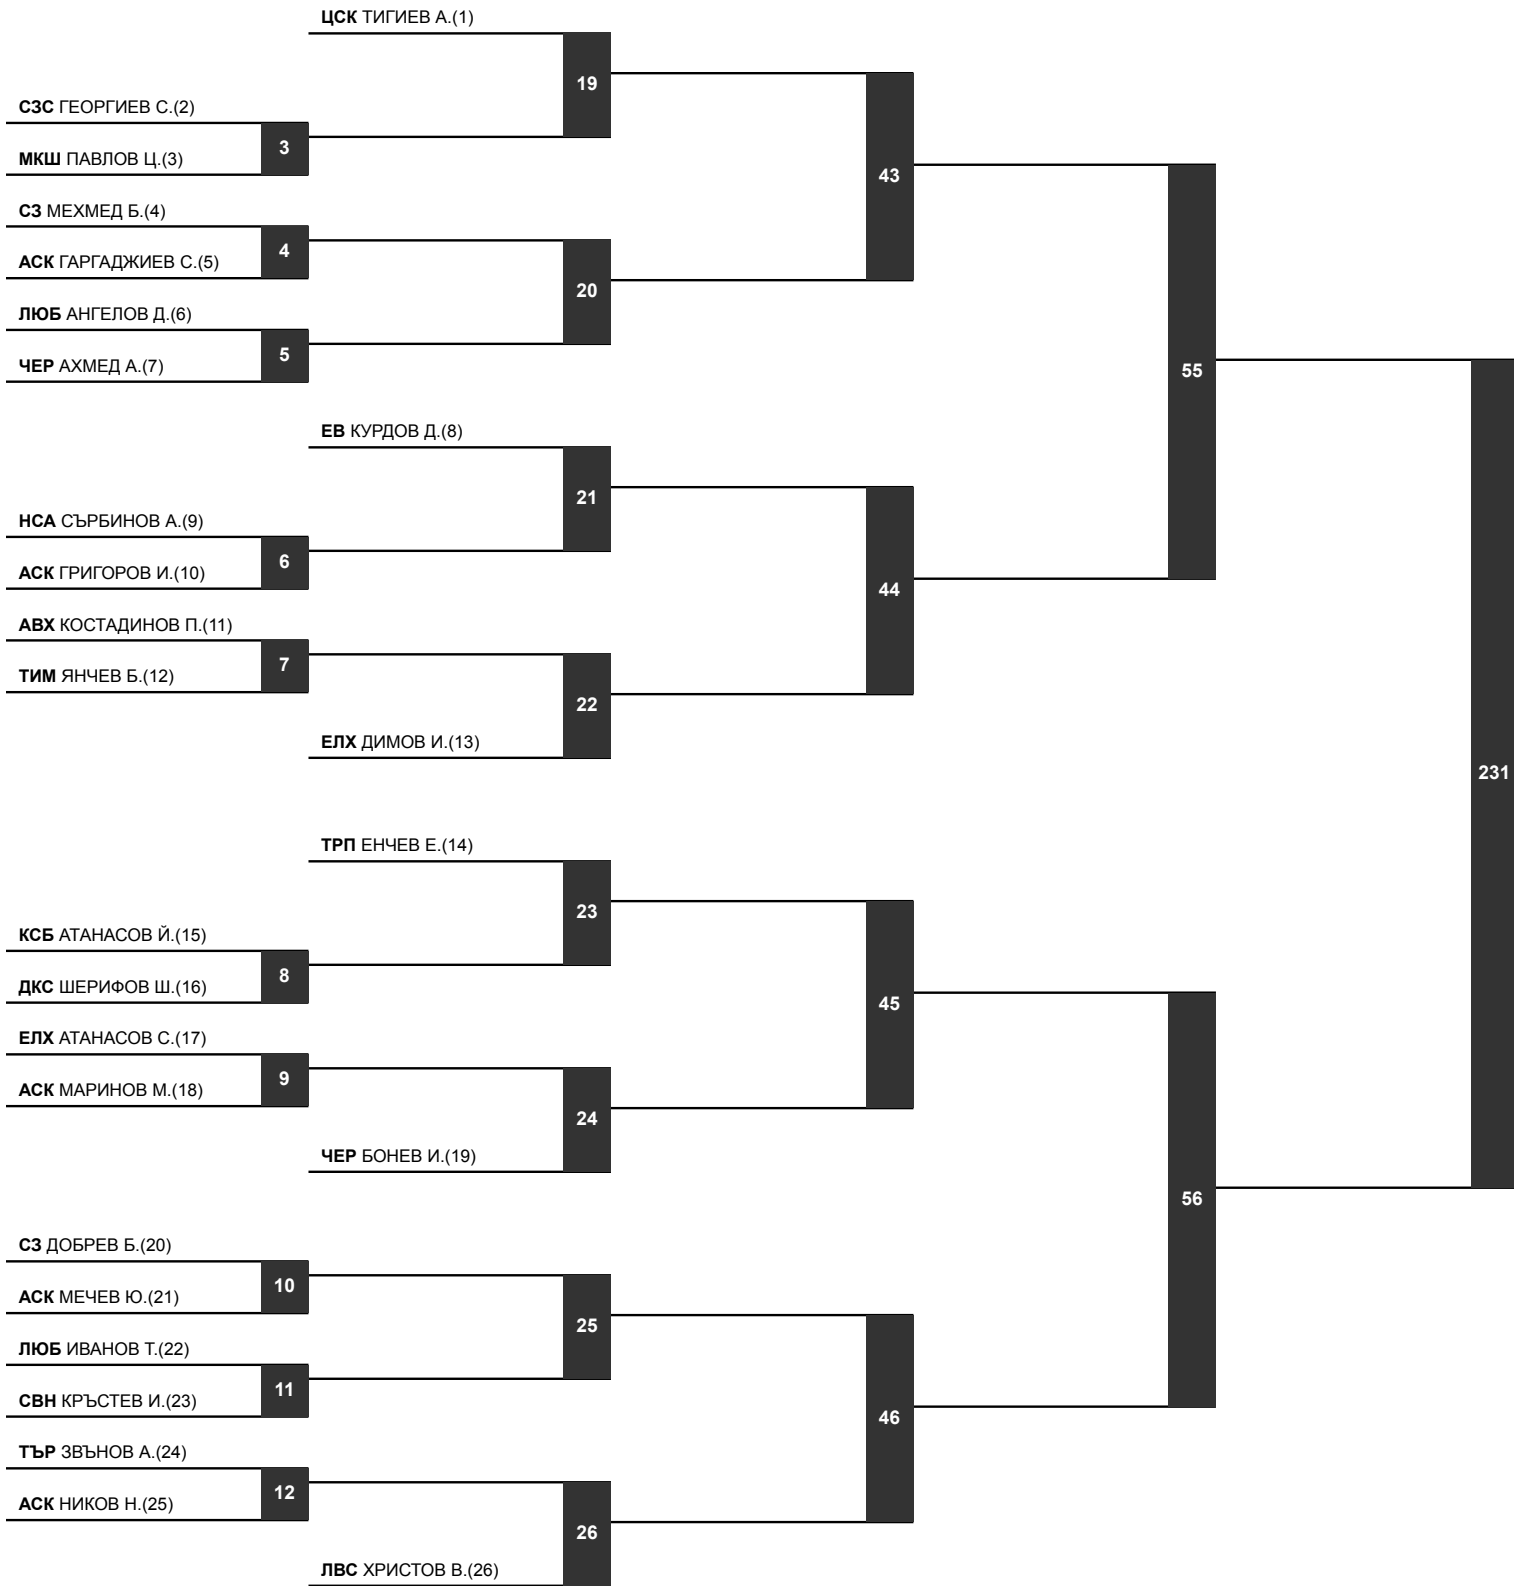 ЦСК ТИГИЕВ А.(1)
19
СЗС ГЕОРГИЕВ С.(2)
3
МКШ ПАВЛОВ Ц.(3)
43
СЗ МЕХМЕД Б.(4)
4
АСК ГАРГАДЖИЕВ С.(5)
20
ЛЮБ АНГЕЛОВ Д.(6)
5
ЧЕР АХМЕД А.(7)
55
ЕВ КУРДОВ Д.(8)
21
НСА СЪРБИНОВ А.(9)
6
АСК ГРИГОРОВ И.(10)
44
АВХ КОСТАДИНОВ П.(11)
7
ТИМ ЯНЧЕВ Б.(12)
22
ЕЛХ ДИМОВ И.(13)
231
ТРП ЕНЧЕВ Е.(14)
23
КСБ АТАНАСОВ Й.(15)
8
ДКС ШЕРИФОВ Ш.(16)
45
ЕЛХ АТАНАСОВ С.(17)
9
АСК МАРИНОВ М.(18)
24
ЧЕР БОНЕВ И.(19)
56
СЗ ДОБРЕВ Б.(20)
10
АСК МЕЧЕВ Ю.(21)
25
ЛЮБ ИВАНОВ Т.(22)
11
СВН КРЪСТЕВ И.(23)
46
ТЪР ЗВЪНОВ А.(24)
12
АСК НИКОВ Н.(25)
26
ЛВС ХРИСТОВ В.(26)